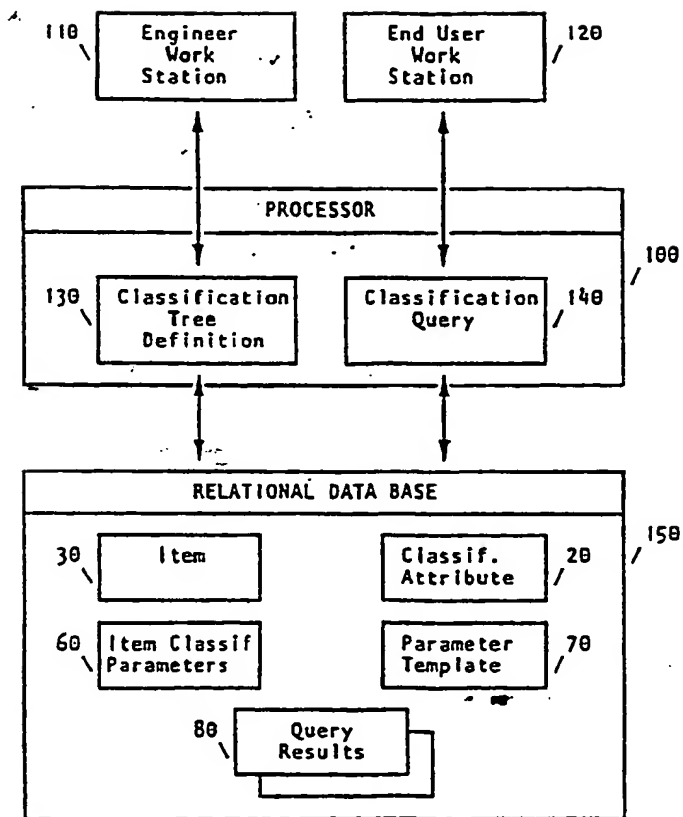 110 Engineer Work Station
End User Work Station 120
PROCESSOR
100
130 Classification Tree Definition
Classification Query 140
RELATIONAL DATA BASE
150
30 Item
Classif. Attribute 20
60 Item Classif Parameters
Parameter Template 70
80 Query Results